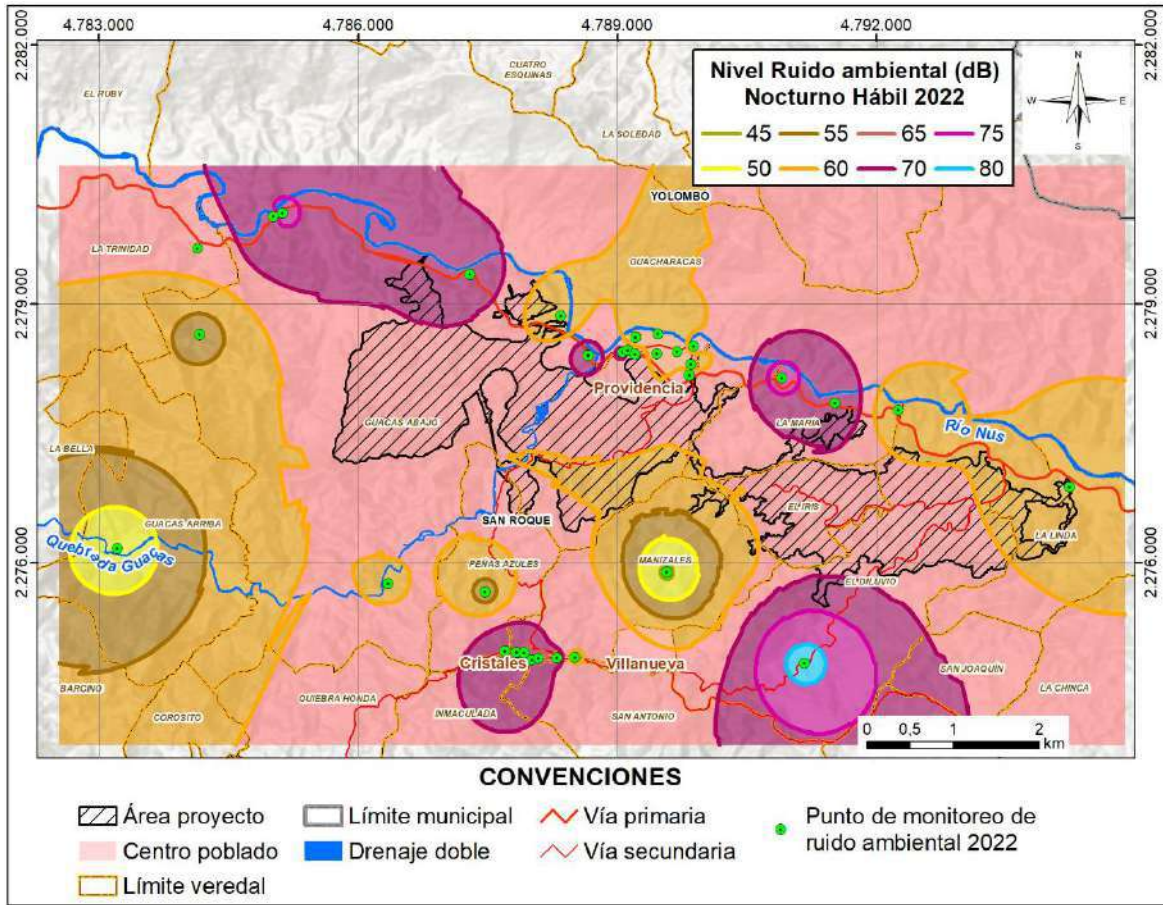 4.783.000 4.786.000 4.789.000 4.792.000
2.282.000 2.282.000
Nivel Ruido ambiental (dB)
Nocturno Hábil 2022
45 55 65 75
50 60 70 80
N
W E
S
CUATRO
ESQUINAS
EL RUBY
LA SOLEDAD
YOLOMBO
LA TRINIDAD
GUACHARACAS
2.279.000 2.279.000
Providencia
GUACAS ABAJO
LA MARIA
Río Nus
LA BELLA
GUACAS ARRIBA
SAN ROQUE
EL IRIS
LA LINDA
Quebrada Guacas
2.276.000 2.276.000
PEÑAS AZULES
MANIZALES
EL DILUVIO
Cristales
Villanueva
SAN JOAQUÍN
BARCINO
QUIEBRA HONDA
INMACULADA
SAN ANTONIO
LA CHINCA
COROSITO
0 0,5 1 2
km
CONVENCIONES
Área proyecto
Límite municipal
Vía primaria
Punto de monitoreo de
ruido ambiental 2022
Centro poblado
Drenaje doble
Vía secundaria
Límite veredal